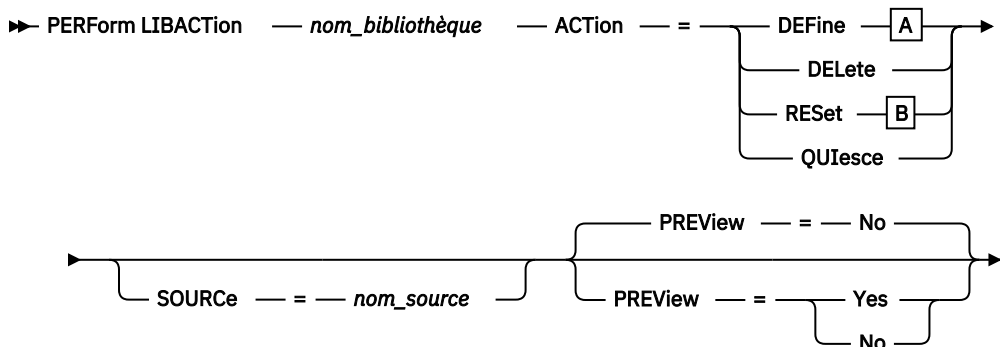 PERForm LIBACTion nom_bibliothèque ACTion = DEFine A
DELete
RESet B
QUIesce
PREView = No
SOURCe = nom_source PREView = Yes
No